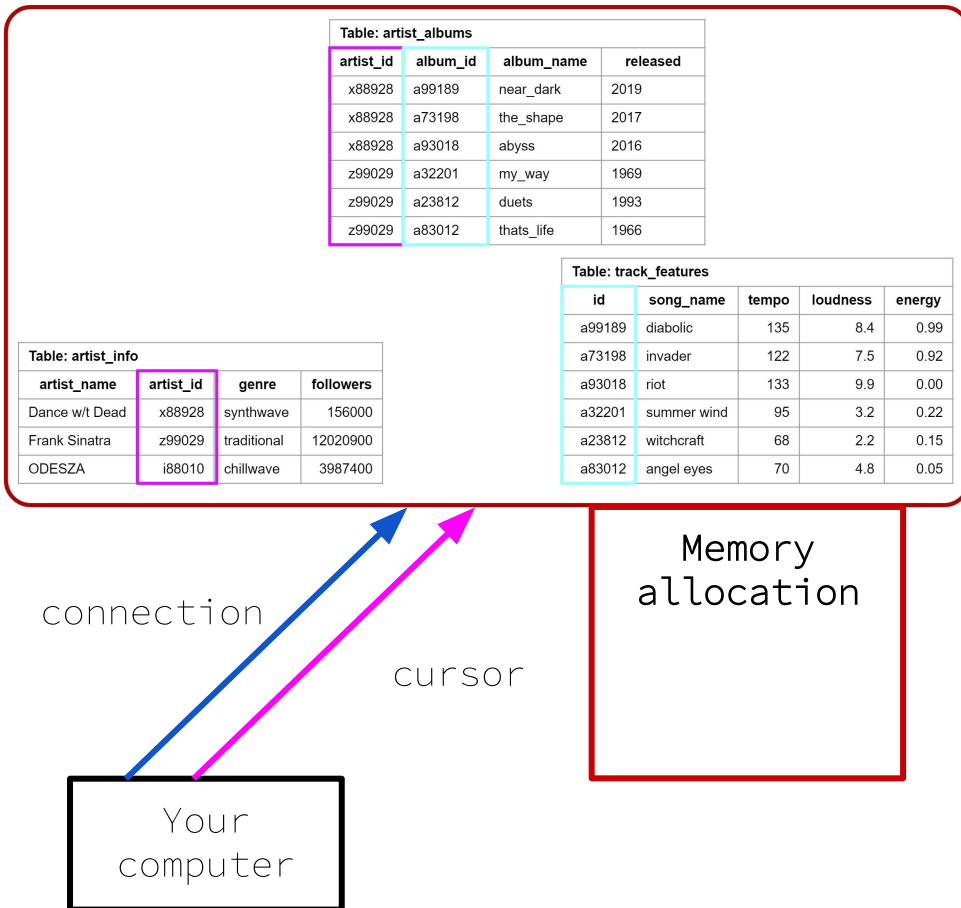 Table: artist_albums
artist_id album_id album_name released
x88928 a99189 near_dark 2019
x88928 a73198 the_shape 2017
x88928 a93018 abyss 2016
z99029 a32201 my_way 1969
z99029 a23812 duets 1993
z99029 a83012 thats_life 1966
Table: track_features
id song_name tempo loudness energy
a99189 diabolic 135 8.4 0.99
a73198 invader 122 7.5 0.92
a93018 riot 133 9.9 0.00
a32201 summer wind 95 3.2 0.22
a23812 witchcraft 68 2.2 0.15
a83012 angel eyes 70 4.8 0.05
Table: artist_info
artist_name artist_id genre followers
Dance w/t Dead x88928 synthwave 156000
Frank Sinatra z99029 traditional 12020900
ODESZA i88010 chillwave 3987400
Memory
allocation
connection
cursor
Your
computer